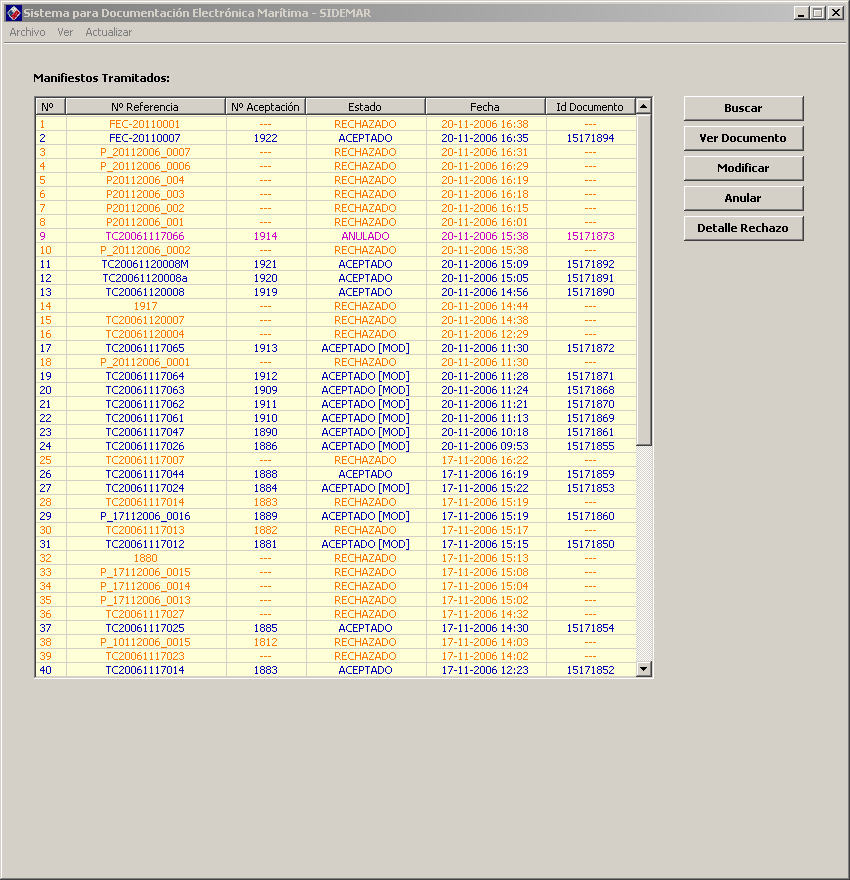 Sistema para Documentación Electrónica Marítima - SIDEMAR
Archivo Ver Actualizar
Manifiestos Tramitados:
Nº Nº Referencia Nº Aceptación Estado Fecha Id Documento
1 FEC-20110001 --- RECHAZADO 20-11-2006 16:38 ---
2 FEC-20110007 1922 ACEPTADO 20-11-2006 16:35 15171894
3 P_20112006_0007 --- RECHAZADO 20-11-2006 16:31 ---
4 P_20112006_0006 --- RECHAZADO 20-11-2006 16:29 ---
5 P20112006_004 --- RECHAZADO 20-11-2006 16:19 ---
6 P20112006_003 --- RECHAZADO 20-11-2006 16:18 ---
7 P20112006_002 --- RECHAZADO 20-11-2006 16:15 ---
8 P20112006_001 --- RECHAZADO 20-11-2006 16:01 ---
9 TC20061117066 1914 ANULADO 20-11-2006 15:38 15171873
10 P_20112006_0002 --- RECHAZADO 20-11-2006 15:38 ---
11 TC20061120008M 1921 ACEPTADO 20-11-2006 15:09 15171892
12 TC20061120008a 1920 ACEPTADO 20-11-2006 15:05 15171891
13 TC20061120008 1919 ACEPTADO 20-11-2006 14:56 15171890
14 1917 --- RECHAZADO 20-11-2006 14:44 ---
15 TC20061120007 --- RECHAZADO 20-11-2006 14:38 ---
16 TC20061120004 --- RECHAZADO 20-11-2006 12:29 ---
17 TC20061117065 1913 ACEPTADO [MOD] 20-11-2006 11:30 15171872
18 P_20112006_0001 --- RECHAZADO 20-11-2006 11:30 ---
19 TC20061117064 1912 ACEPTADO [MOD] 20-11-2006 11:28 15171871
20 TC20061117063 1909 ACEPTADO [MOD] 20-11-2006 11:24 15171868
21 TC20061117062 1911 ACEPTADO [MOD] 20-11-2006 11:21 15171870
22 TC20061117061 1910 ACEPTADO [MOD] 20-11-2006 11:13 15171869
23 TC20061117047 1890 ACEPTADO [MOD] 20-11-2006 10:18 15171861
24 TC20061117026 1886 ACEPTADO [MOD] 20-11-2006 09:53 15171855
25 TC20061117007 --- RECHAZADO 17-11-2006 16:22 ---
26 TC20061117044 1888 ACEPTADO 17-11-2006 16:19 15171859
27 TC20061117024 1884 ACEPTADO [MOD] 17-11-2006 15:22 15171853
28 TC20061117014 1883 RECHAZADO 17-11-2006 15:19 ---
29 P_17112006_0016 1889 ACEPTADO [MOD] 17-11-2006 15:19 15171860
30 TC20061117013 1882 RECHAZADO 17-11-2006 15:17 ---
31 TC20061117012 1881 ACEPTADO [MOD] 17-11-2006 15:15 15171850
32 1880 --- RECHAZADO 17-11-2006 15:13 ---
33 P_17112006_0015 --- RECHAZADO 17-11-2006 15:08 ---
34 P_17112006_0014 --- RECHAZADO 17-11-2006 15:04 ---
35 P_17112006_0013 --- RECHAZADO 17-11-2006 15:02 ---
36 TC20061117027 --- RECHAZADO 17-11-2006 14:32 ---
37 TC20061117025 1885 ACEPTADO 17-11-2006 14:30 15171854
38 P_10112006_0015 1812 RECHAZADO 17-11-2006 14:03 ---
39 TC20061117023 --- RECHAZADO 17-11-2006 14:02 ---
40 TC20061117014 1883 ACEPTADO 17-11-2006 12:23 15171852
Buscar
Ver Documento
Modificar
Anular
Detalle Rechazo